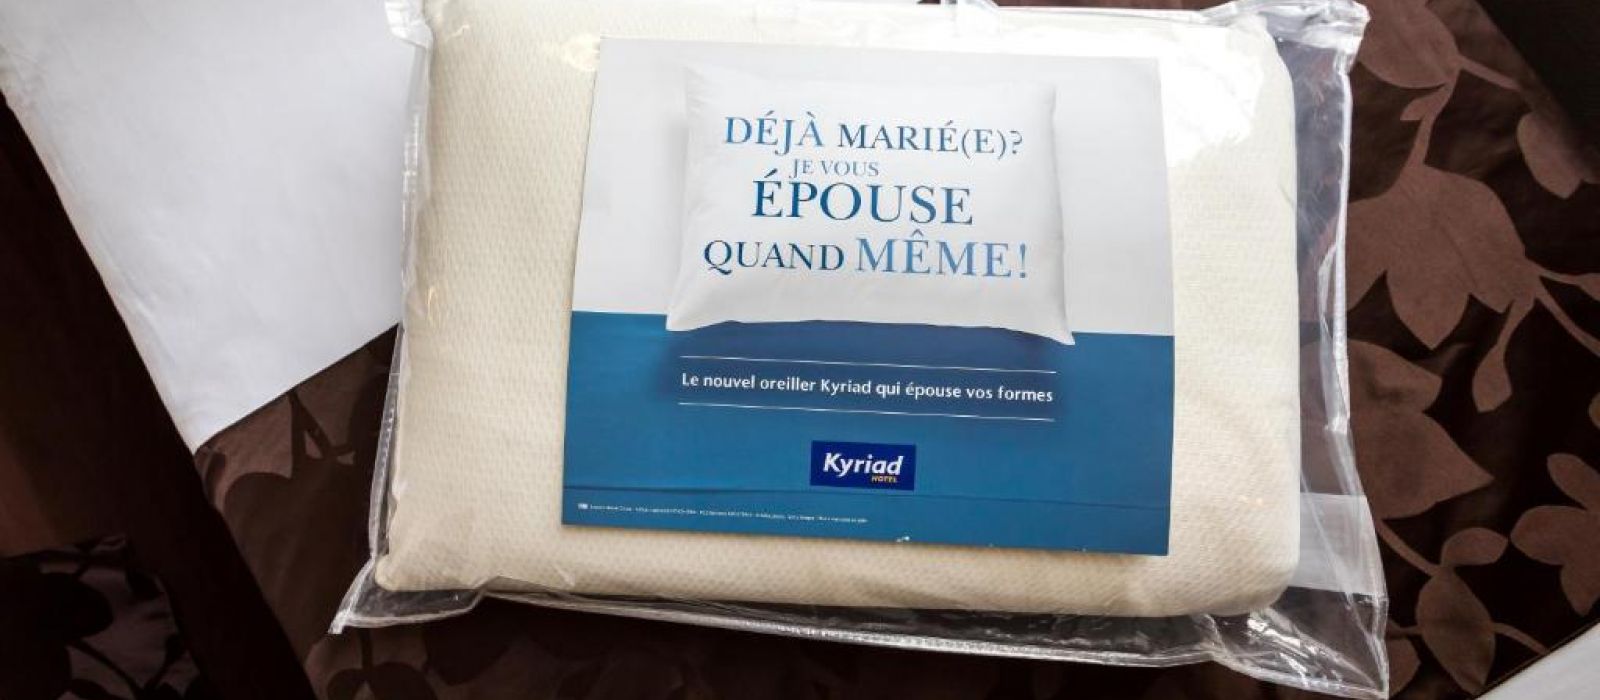 DÉJÀ MARIÉ(E)?
JE VOUS
ÉPOUSE
QUAND MÊME!
Le nouvel oreiller Kyriad qui épouse vos formes
Kyriad
HOTEL